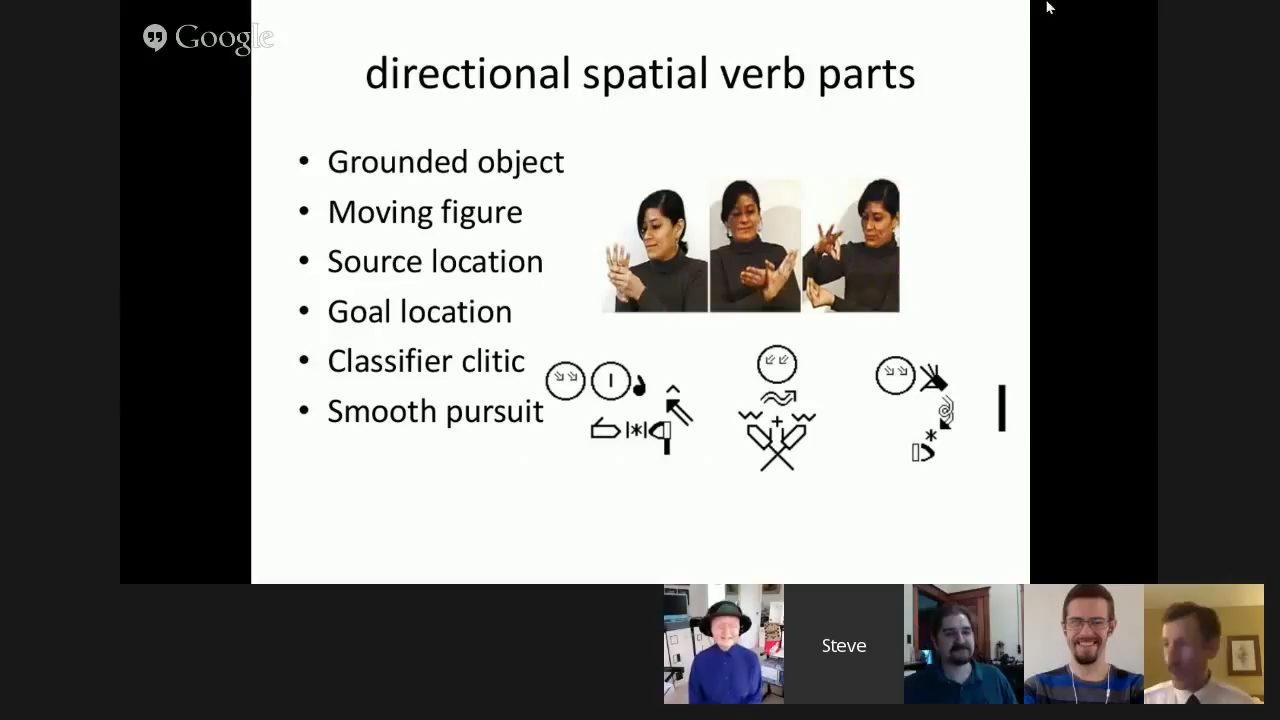 Google
directional spatial verb parts
• Grounded object
• Moving figure
• Source location
• Goal location
• Classifier clitic
• Smooth pursuit
Steve